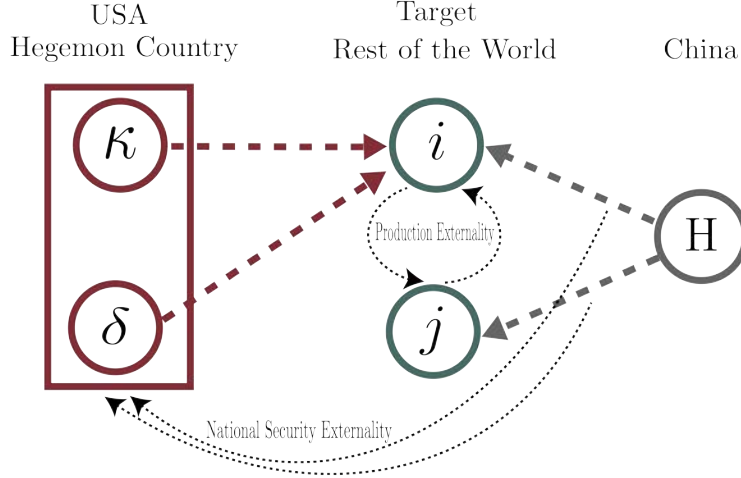 USA
Hegemon Country
Target
Rest of the World
China
κ
i
H
Production Externality
δ
j
National Security Externality